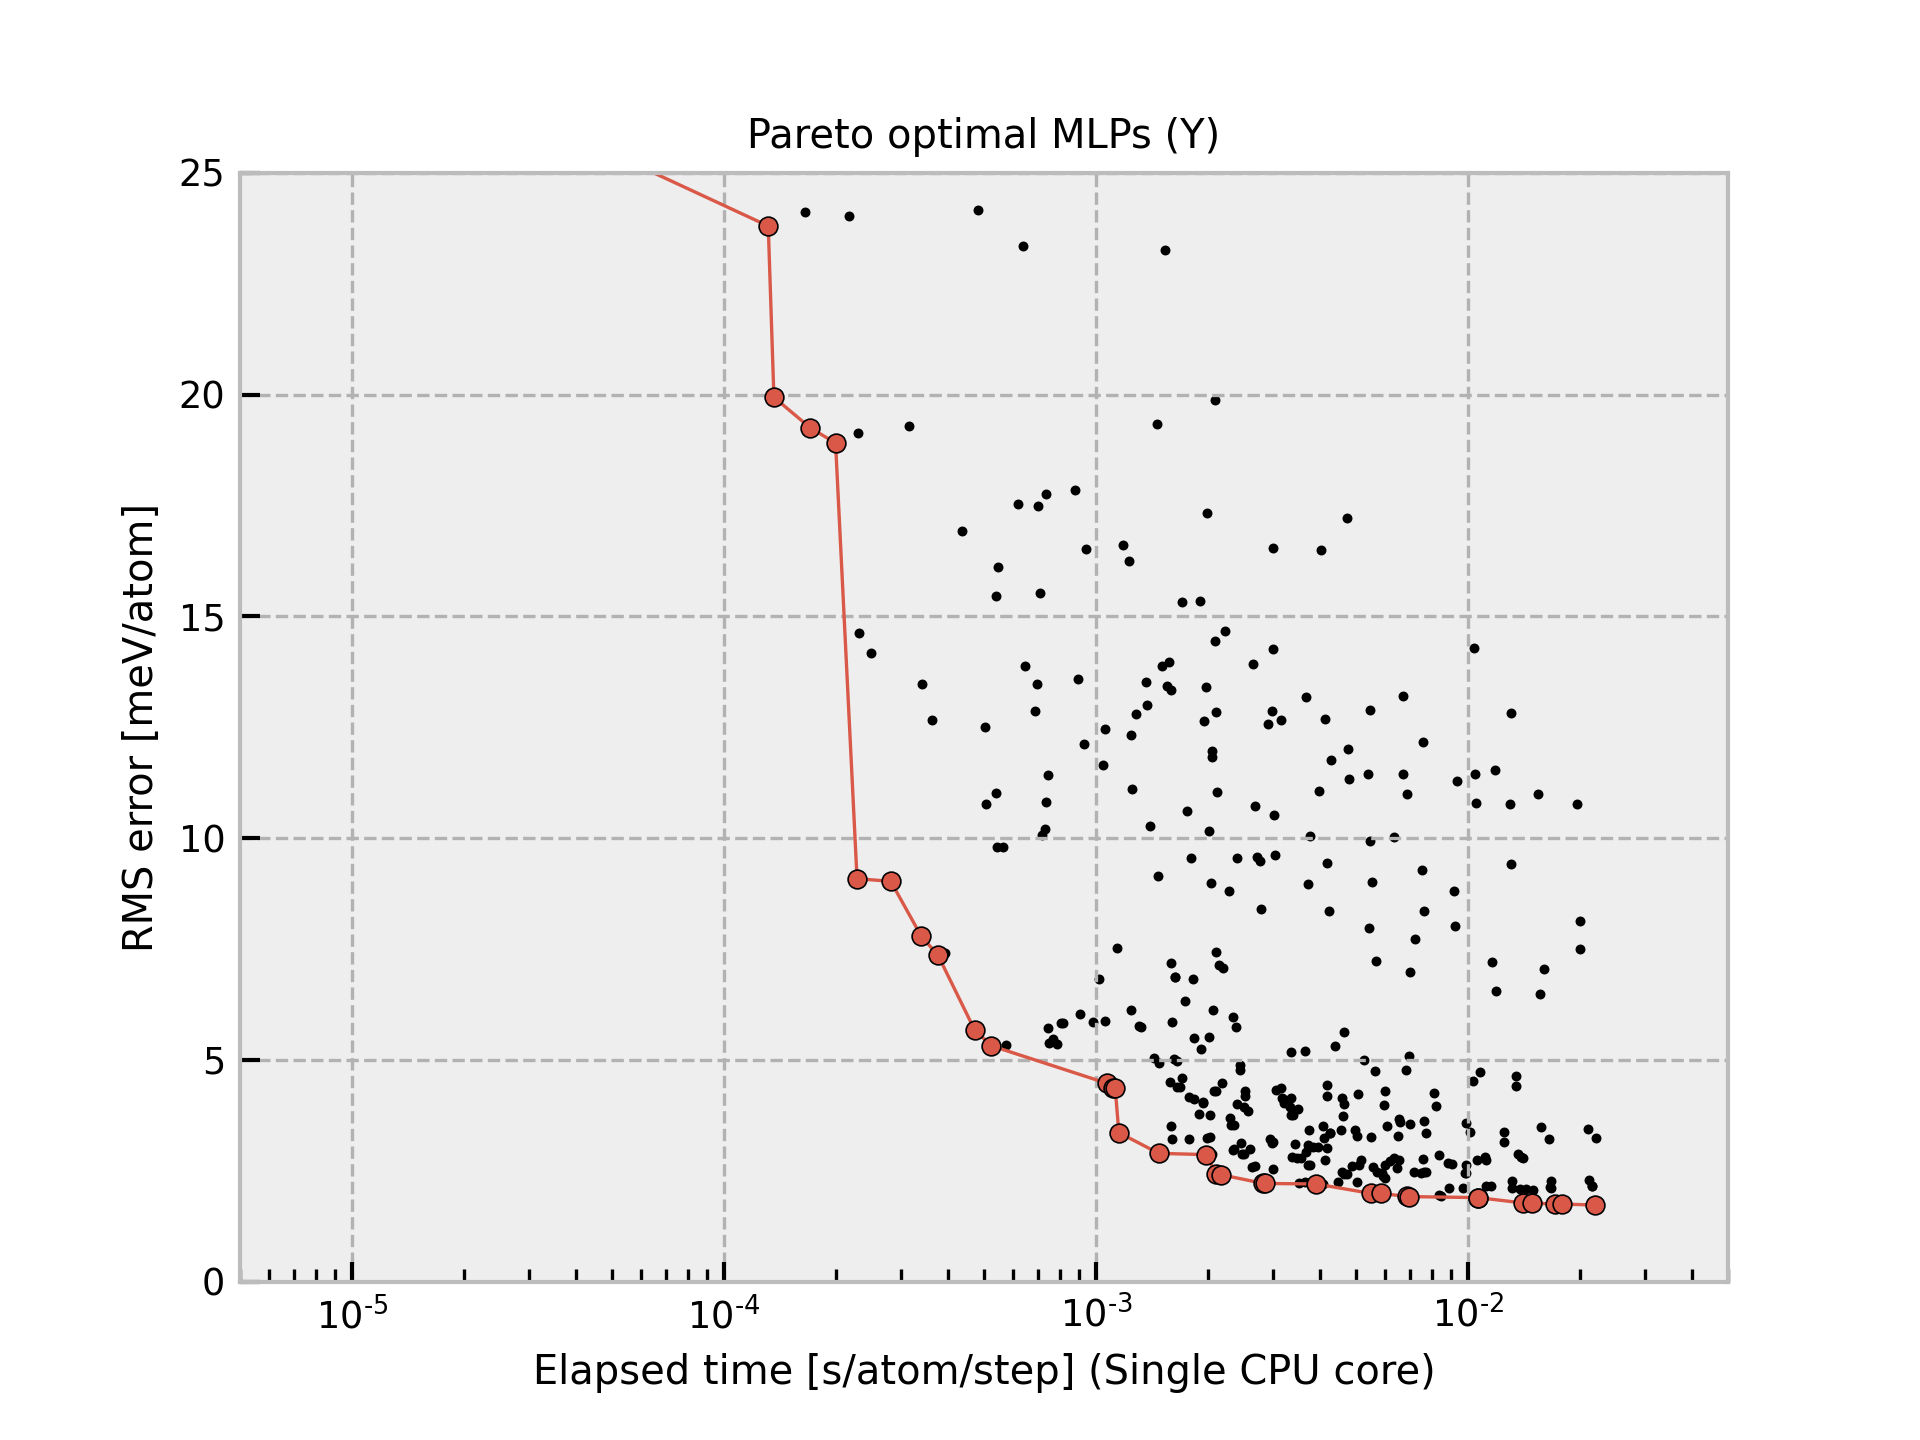 Pareto optimal MLPs (Y)
RMS error [meV/atom]
25
20
15
10
5
0
10⁻⁵ 10⁻⁴ 10⁻³ 10⁻²
Elapsed time [s/atom/step] (Single CPU core)